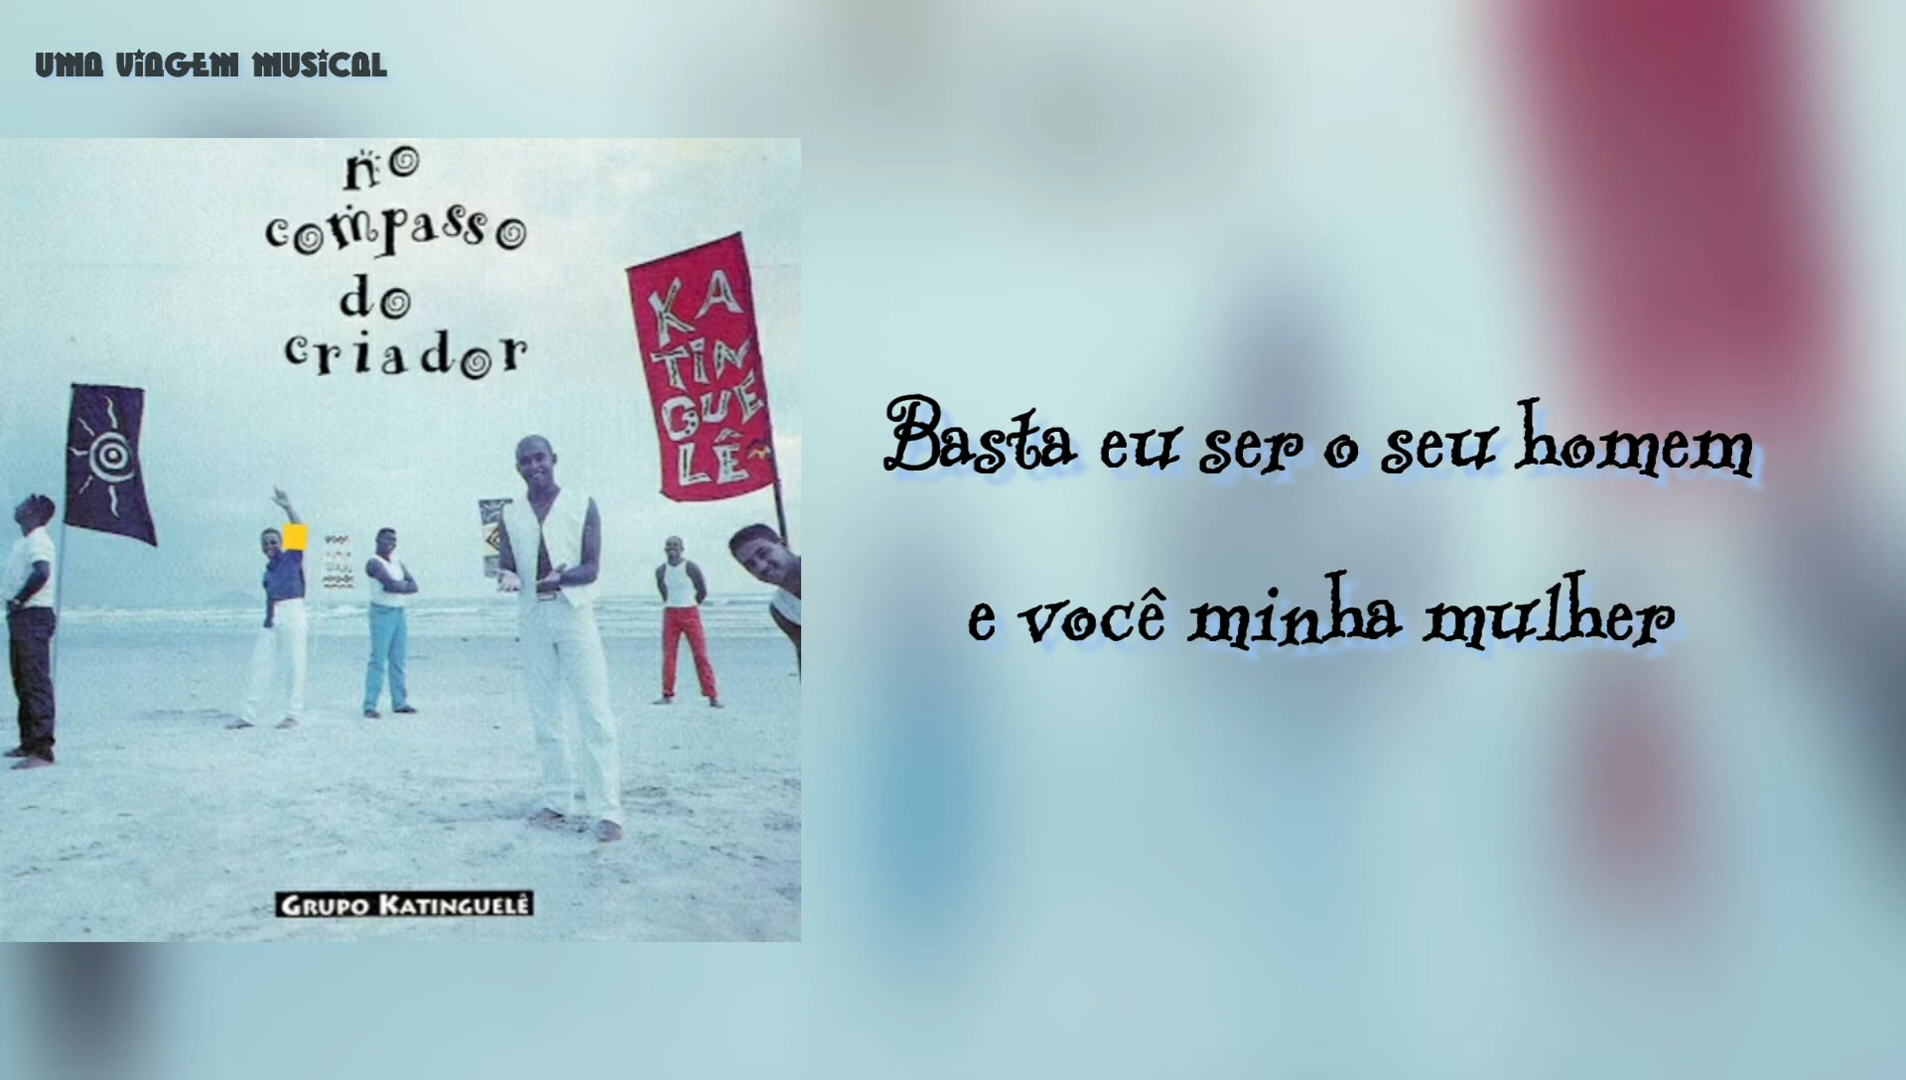 UMA VIAGEM MUSICAL
no
compasso
do
criador
KA
TIN
GUE
LÊ
GRUPO KATINGUELÊ
Basta eu ser o seu homem
e você minha mulher